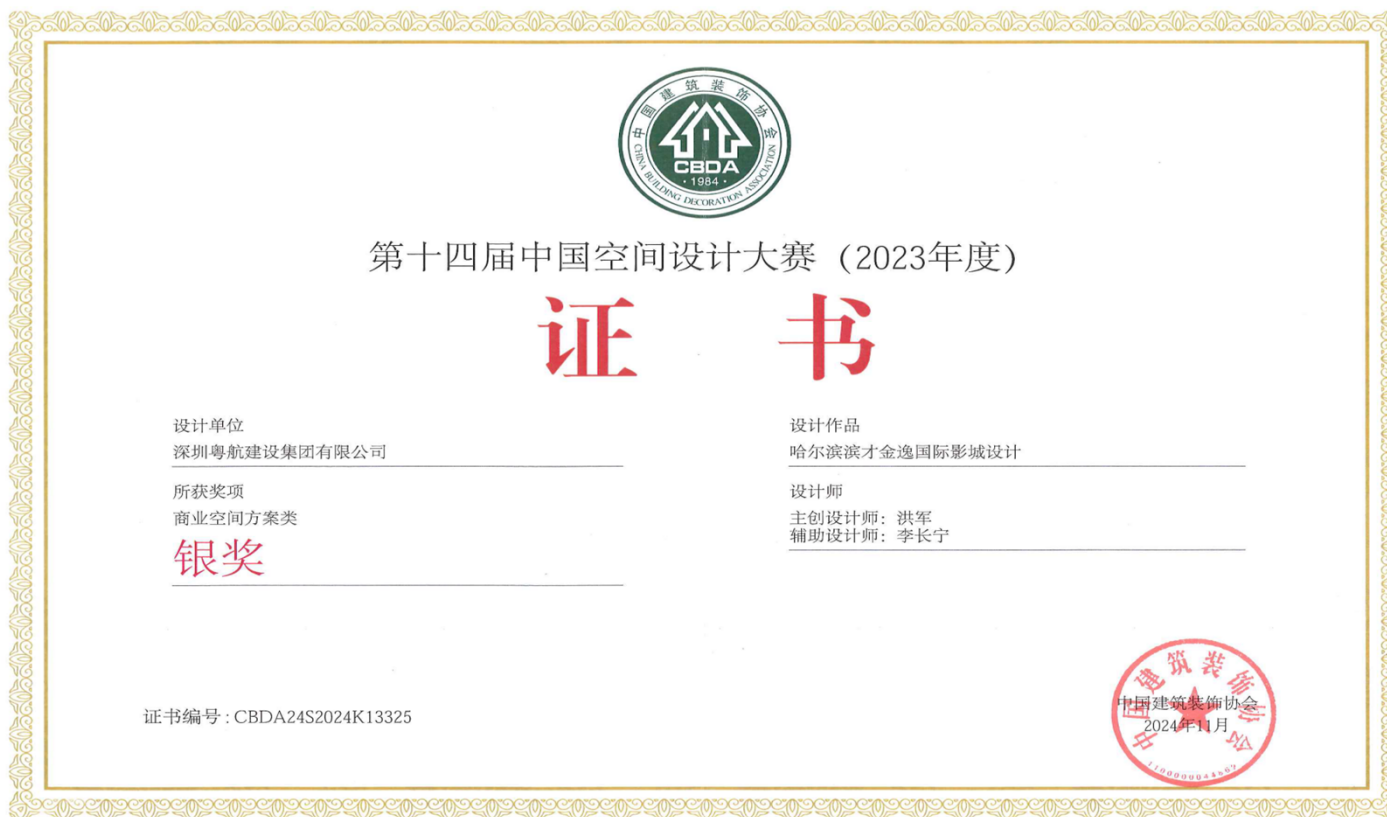 中国建筑装饰协会
CBDA
·1984·
CHINA BUILDING DECORATION ASSOCIATION
第十四届中国空间设计大赛（2023年度）
证 书
设计单位
深圳粤航建设集团有限公司
所获奖项
商业空间方案类
银奖
设计作品
哈尔滨滨才金逸国际影城设计
设计师
主创设计师：洪军
辅助设计师：李长宁
证书编号：CBDA24S2024K13325
中国建筑装饰协会
中国建筑装饰协会
2024年11月